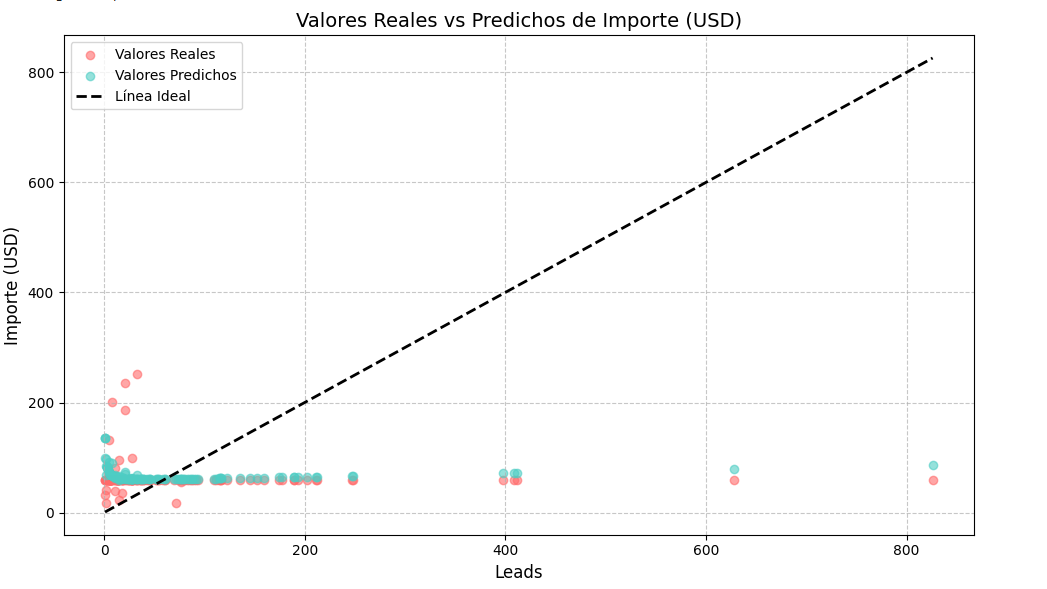 Valores Reales vs Predichos de Importe (USD)
Valores Reales
Valores Predichos
Línea Ideal
800
600
400
200
0
Importe (USD)
0 200 400 600 800
Leads